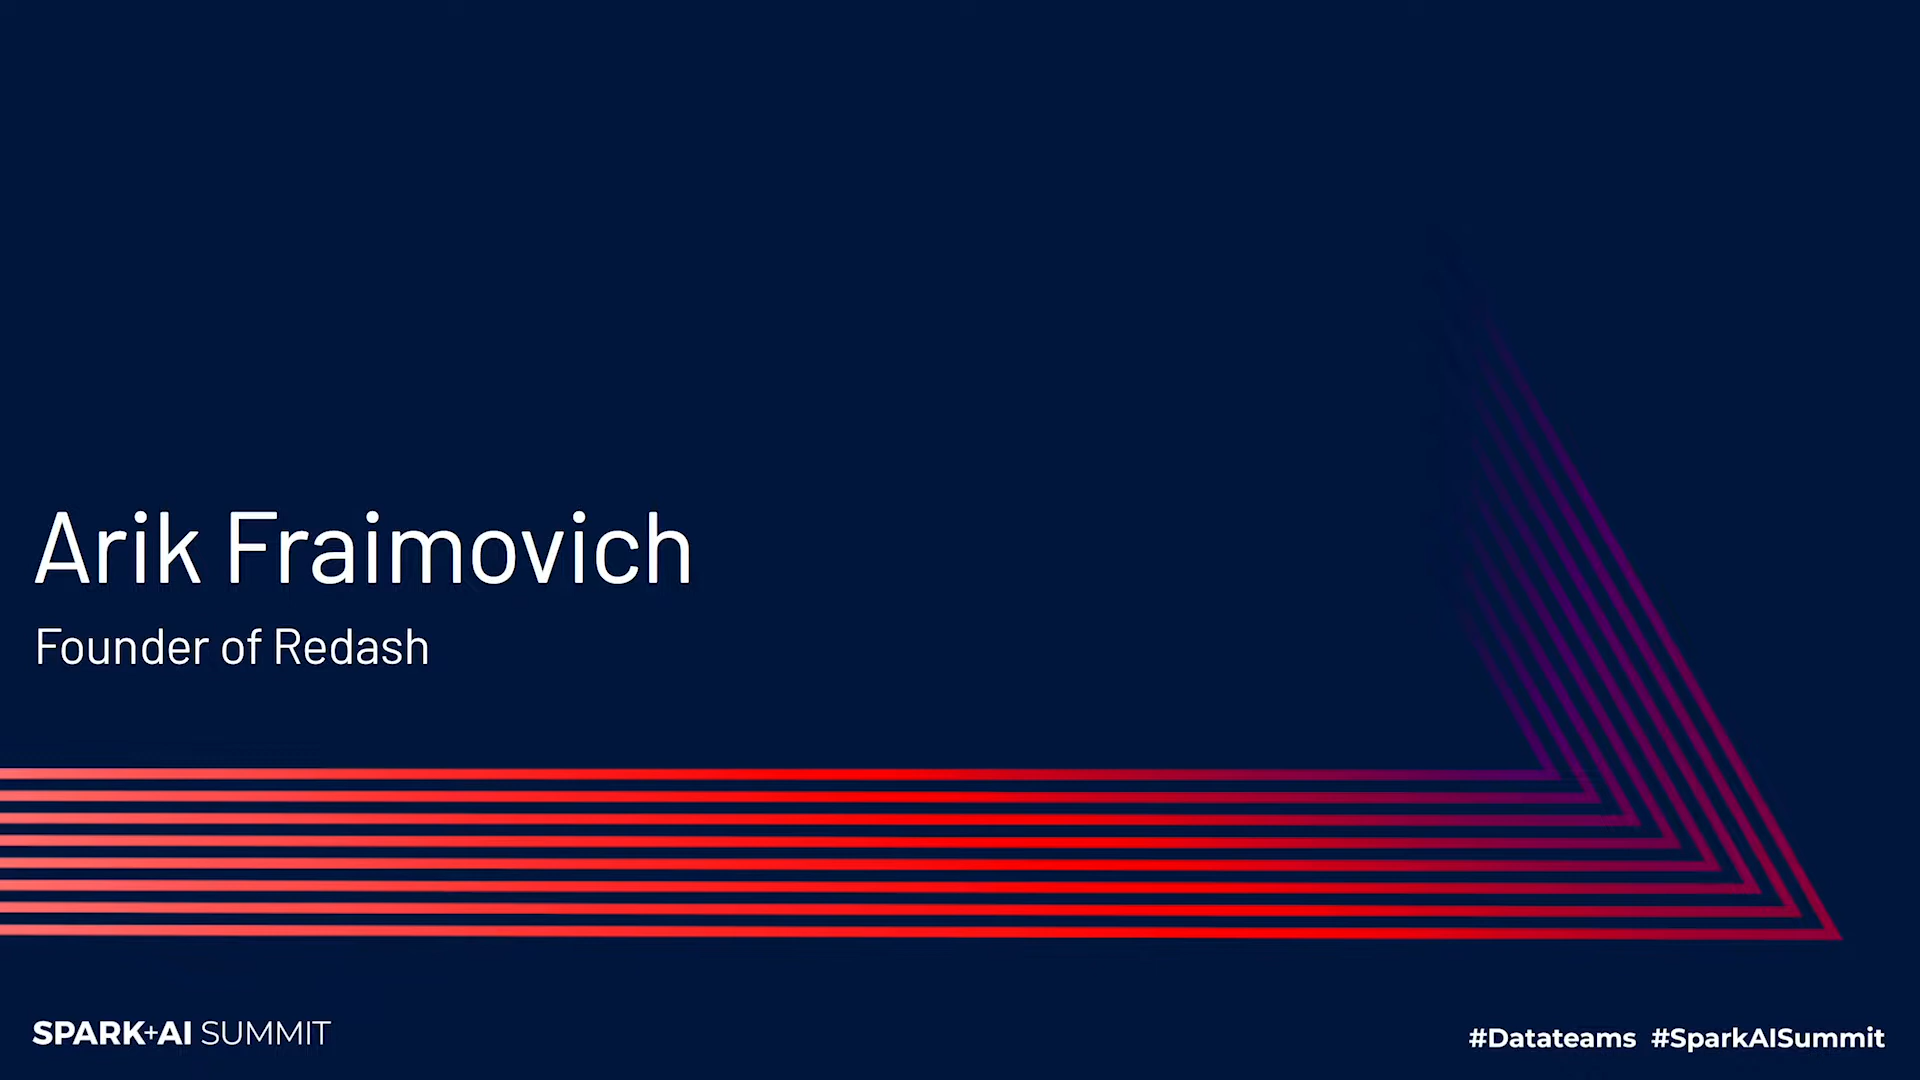 Arik Fraimovich
Founder of Redash
SPARK+AI SUMMIT
#Datateams #SparkAISummit